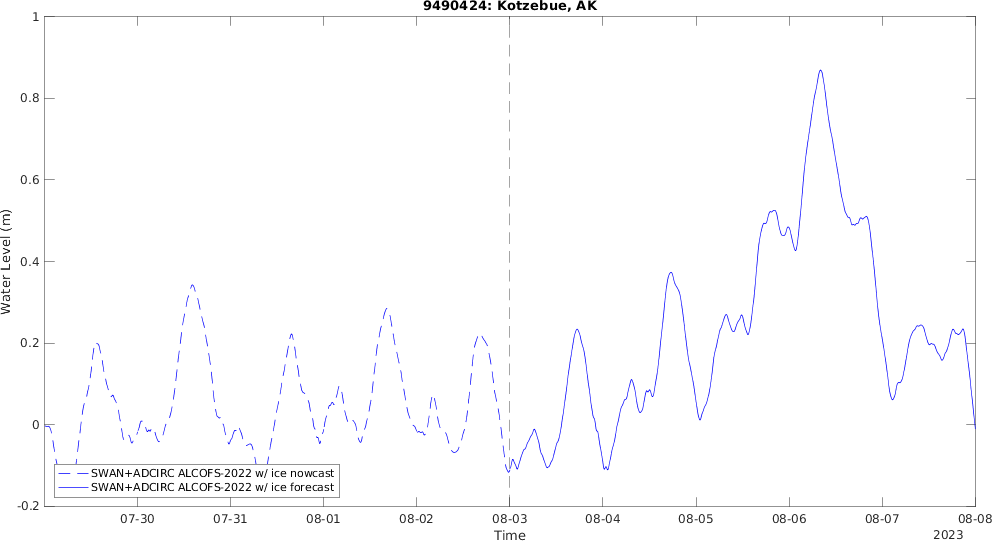 9490424: Kotzebue, AK
Water Level (m)
1
0.8
0.6
0.4
0.2
0
-0.2
SWAN+ADCIRC ALCOFS-2022 w/ ice nowcast
SWAN+ADCIRC ALCOFS-2022 w/ ice forecast
07-30 07-31 08-01 08-02 08-03 08-04 08-05 08-06 08-07 08-08
Time
2023